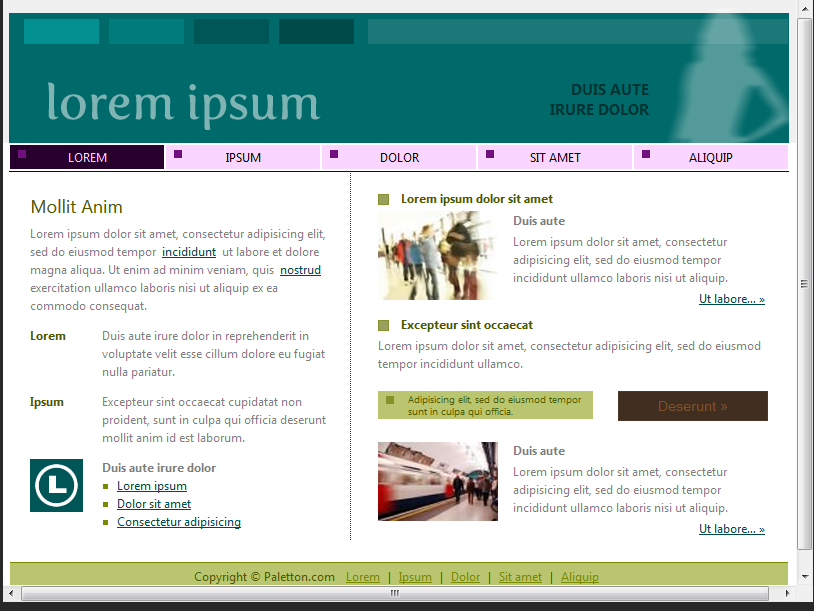 lorem ipsum
DUIS AUTE
IRURE DOLOR
LOREM
IPSUM
DOLOR
SIT AMET
ALIQUIP
Mollit Anim
Lorem ipsum dolor sit amet, consectetur adipisicing elit,
sed do eiusmod tempor incididunt ut labore et dolore
magna aliqua. Ut enim ad minim veniam, quis nostrud
exercitation ullamco laboris nisi ut aliquip ex ea
commodo consequat.
Lorem
Duis aute irure dolor in reprehenderit in
voluptate velit esse cillum dolore eu fugiat
nulla pariatur.
Ipsum
Excepteur sint occaecat cupidatat non
proident, sunt in culpa qui officia deserunt
mollit anim id est laborum.
Duis aute irure dolor
Lorem ipsum
Dolor sit amet
Consectetur adipisicing
Lorem ipsum dolor sit amet
Duis aute
Lorem ipsum dolor sit amet, consectetur
adipisicing elit, sed do eiusmod tempor
incididunt ullamco laboris nisi ut aliquip.
Ut labore... »
Excepteur sint occaecat
Lorem ipsum dolor sit amet, consectetur adipisicing elit, sed do eiusmod
tempor incididunt ullamco.
Adipisicing elit, sed do eiusmod tempor
sunt in culpa qui officia.
Deserunt »
Duis aute
Lorem ipsum dolor sit amet, consectetur
adipisicing elit, sed do eiusmod tempor
incididunt ullamco laboris nisi ut aliquip.
Ut labore... »
Copyright © Paletton.com Lorem | Ipsum | Dolor | Sit amet | Aliquip